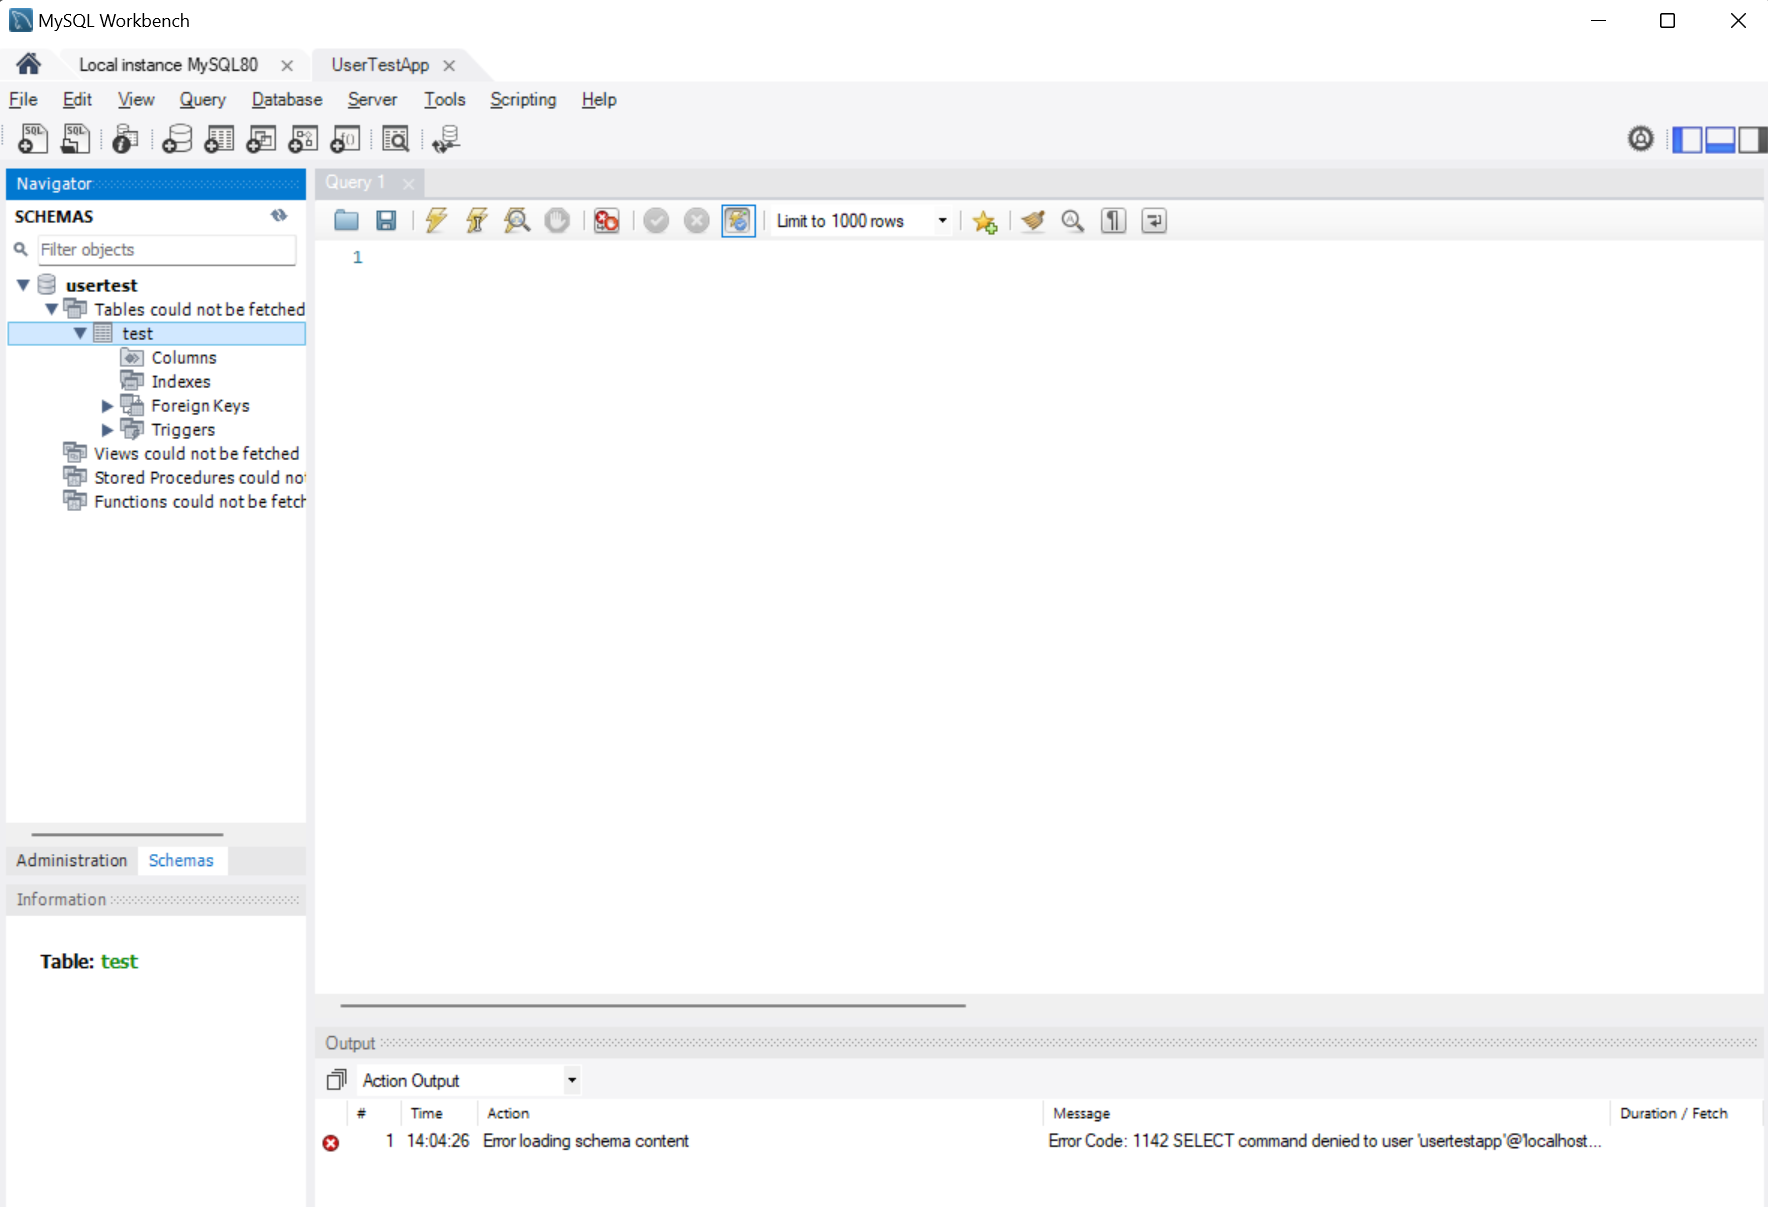 MySQL Workbench
Local instance MySQL80
UserTestApp
File Edit View Query Database Server Tools Scripting Help
Navigator
SCHEMAS
Filter objects
usertest
Tables could not be fetched
test
Columns
Indexes
Foreign Keys
Triggers
Views could not be fetched
Stored Procedures could not
Functions could not be fetch
Administration Schemas
Information
Table: test
Query 1
Limit to 1000 rows
1
Output
Action Output
# Time Action Message Duration / Fetch
1 14:04:26 Error loading schema content Error Code: 1142 SELECT command denied to user 'usertestapp'@'localhost...